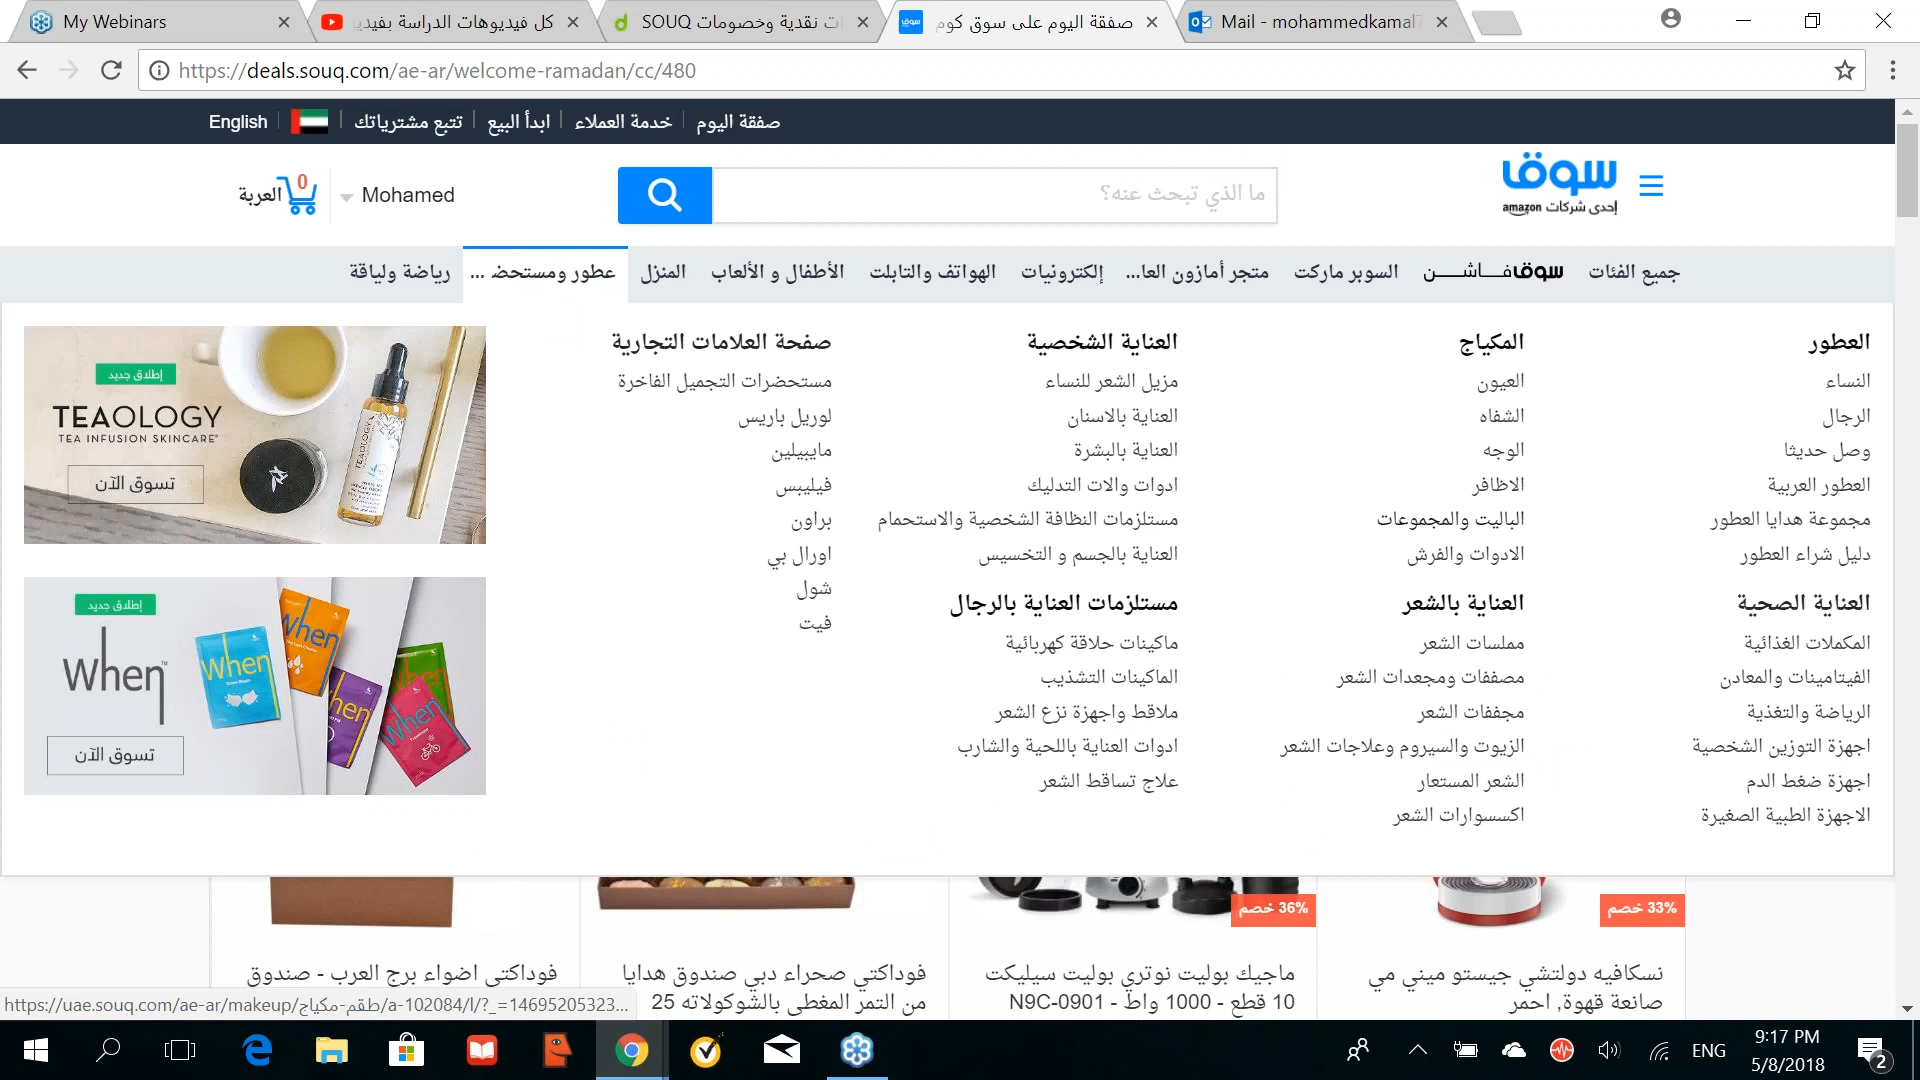 My Webinars
كل فيديوهات الدراسة بفيديو
ات نقدية وخصومات SOUQ
صفقة اليوم على سوق كوم
Mail - mohammedkamal7
https://deals.souq.com/ae-ar/welcome-ramadan/cc/480
صفقة اليوم
خدمة العملاء
ابدأ البيع
تتبع مشترياتك
English
سوق
إحدى شركات amazon
ما الذي تبحث عنه؟
Mohamed
0
العربة
جميع الفئات
سوق فاشن
السوبر ماركت
متجر أمازون العا...
إلكترونيات
الهواتف والتابلت
الأطفال و الألعاب
المنزل
عطور ومستحض ...
رياضة ولياقة
العطور
النساء
الرجال
وصل حديثا
العطور العربية
مجموعة هدايا العطور
دليل شراء العطور
العناية الصحية
المكملات الغذائية
الفيتامينات والمعادن
الرياضة والتغذية
اجهزة التوزين الشخصية
اجهزة ضغط الدم
الاجهزة الطبية الصغيرة
المكياج
العيون
الشفاه
الوجه
الاظافر
الباليت والمجموعات
الادوات والفرش
العناية بالشعر
مملسات الشعر
مصففات ومجعدات الشعر
مجففات الشعر
الزيوت والسيروم وعلاجات الشعر
الشعر المستعار
اكسسوارات الشعر
العناية الشخصية
مزيل الشعر للنساء
العناية بالاسنان
العناية بالبشرة
ادوات والات التدليك
مستلزمات النظافة الشخصية والاستحمام
العناية بالجسم و التخسيس
مستلزمات العناية بالرجال
ماكينات حلاقة كهربائية
الماكينات التشذيب
ملاقط واجهزة نزع الشعر
ادوات العناية باللحية والشارب
علاج تساقط الشعر
صفحة العلامات التجارية
مستحضرات التجميل الفاخرة
لوريل باريس
مايبيلين
فيليبس
براون
اورال بي
شول
فيت
إطلاق جديد
TEAOLOGY
TEA INFUSION SKINCARE
تسوق الآن
TEAOLOGY
إطلاق جديد
When
تسوق الآن
When
When
When
When
33% خصم
36% خصم
نسكافيه دولتشي جيستو ميني مي
صانعة قهوة, احمر
ماجيك بوليت نوتري بوليت سيليكت
10 قطع - 1000 واط - N9C-0901
فوداكتي صحراء دبي صندوق هدايا
من التمر المغطى بالشوكولاته 25
فوداكتي اضواء برج العرب - صندوق
https://uae.souq.com/ae-ar/makeup/طقم-مكياج/a-102084/l/?_=14695205323...
ENG
9:17 PM
5/8/2018
2